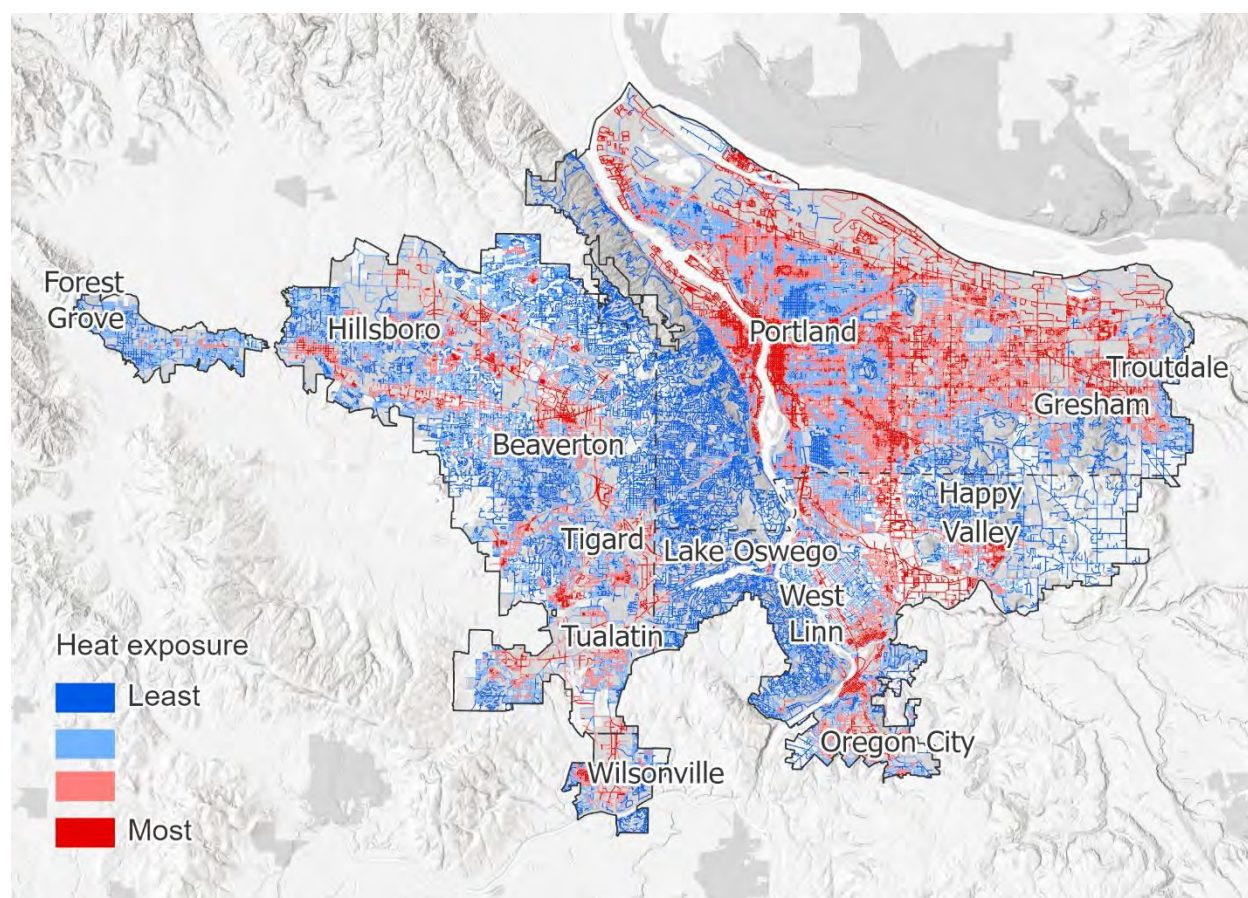 Forest
Grove
Hillsboro
Portland
Troutdale
Gresham
Beaverton
Happy
Valley
Tigard
Lake Oswego
West
Linn
Tualatin
Oregon City
Wilsonville
Heat exposure
Least
Most